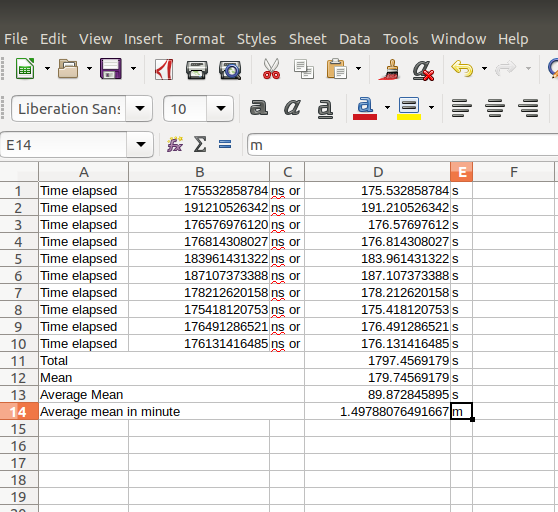 File Edit View Insert Format Styles Sheet Data Tools Window Help
Liberation Sans 10 a a a a
E14 fx Σ = m
A B C D E F
1 Time elapsed 175532858784 ns or 175.532858784 s
2 Time elapsed 191210526342 ns or 191.210526342 s
3 Time elapsed 176576976120 ns or 176.57697612 s
4 Time elapsed 176814308027 ns or 176.814308027 s
5 Time elapsed 183961431322 ns or 183.961431322 s
6 Time elapsed 187107373388 ns or 187.107373388 s
7 Time elapsed 178212620158 ns or 178.212620158 s
8 Time elapsed 175418120753 ns or 175.418120753 s
9 Time elapsed 176491286521 ns or 176.491286521 s
10 Time elapsed 176131416485 ns or 176.131416485 s
11 Total 1797.4569179 s
12 Mean 179.74569179 s
13 Average Mean 89.872845895 s
14 Average mean in minute 1.49788076491667 m
15
16
17
18
19